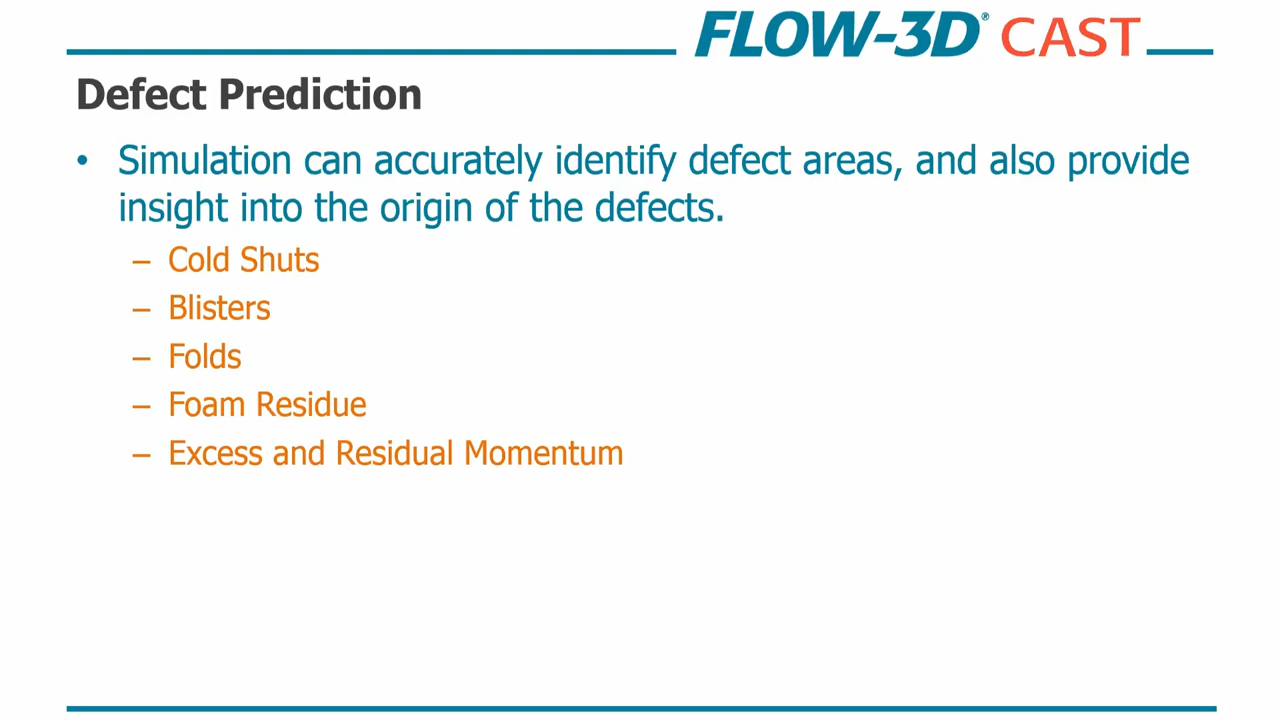 FLOW-3D® CAST
Defect Prediction
• Simulation can accurately identify defect areas, and also provide
insight into the origin of the defects.
– Cold Shuts
– Blisters
– Folds
– Foam Residue
– Excess and Residual Momentum